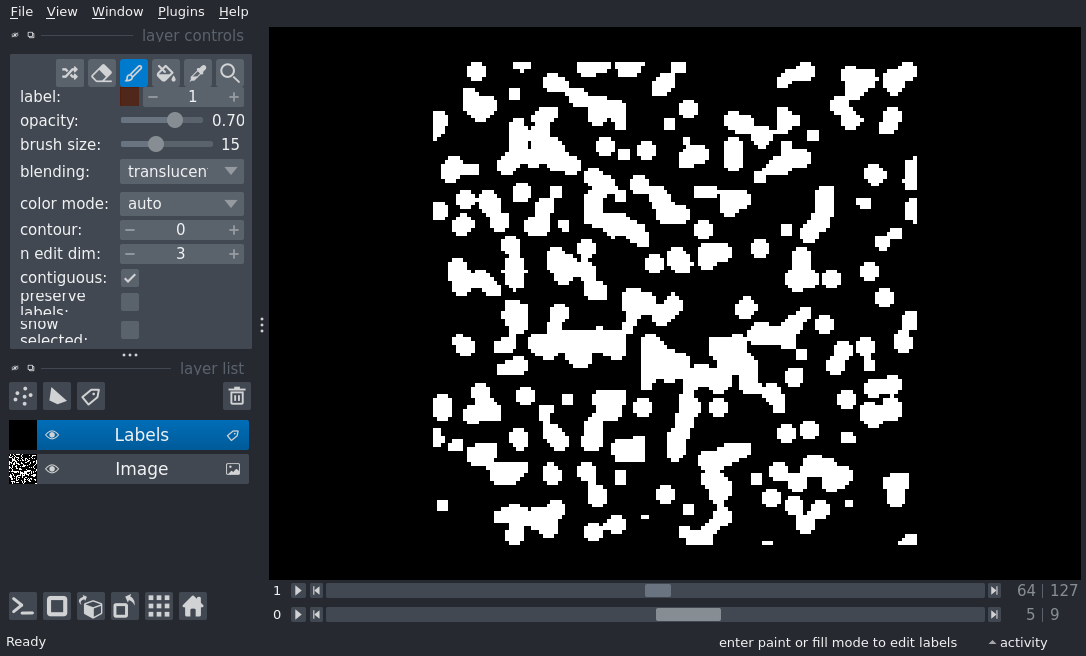 File View Window Plugins Help
layer controls
label: 1
opacity: 0.70
brush size: 15
blending: translucen
color mode: auto
contour: 0
n edit dim: 3
contiguous:
preserve
labels:
show
selected:
layer list
Labels
Image
1 64 127
0 5 9
Ready enter paint or fill mode to edit labels activity